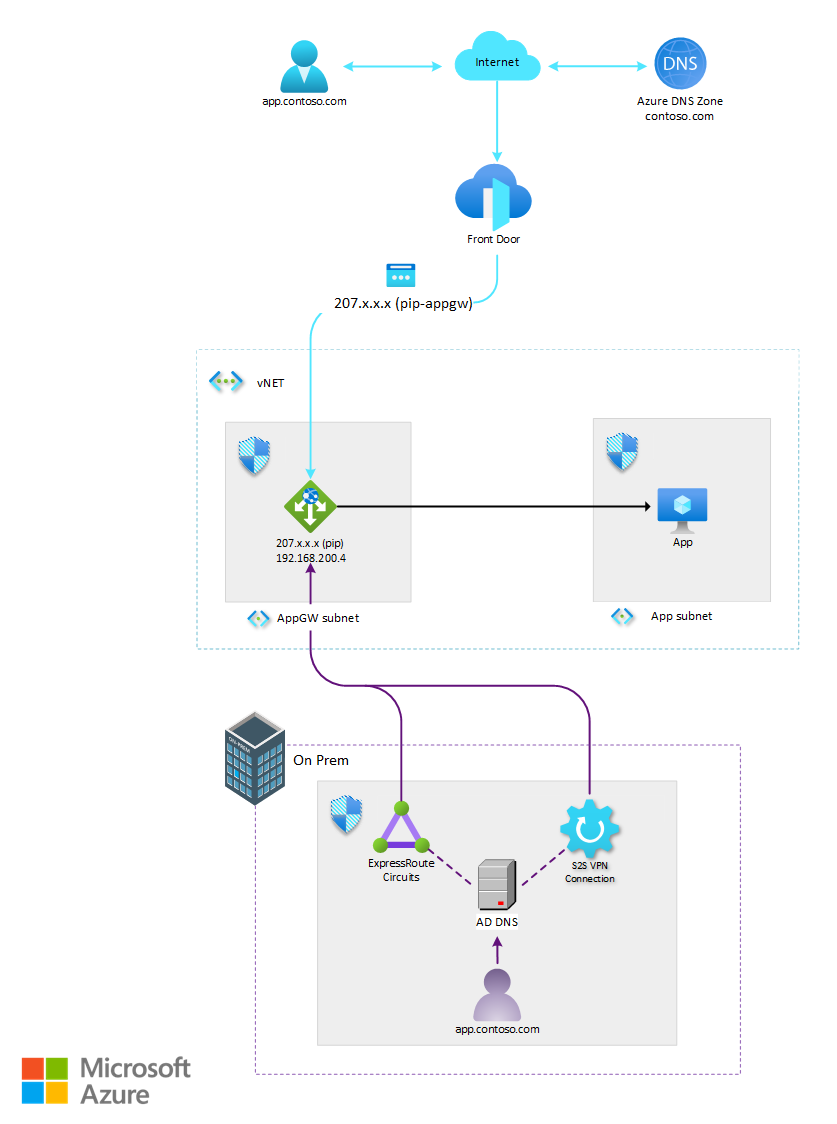 Internet
DNS
app.contoso.com
Azure DNS Zone
contoso.com
Front Door
207.x.x.x (pip-appgw)
vNET
207.x.x.x (pip)
192.168.200.4
App
AppGW subnet
App subnet
ON-PREM
On Prem
ExpressRoute
Circuits
S2S VPN
Connection
AD DNS
app.contoso.com
Microsoft
Azure